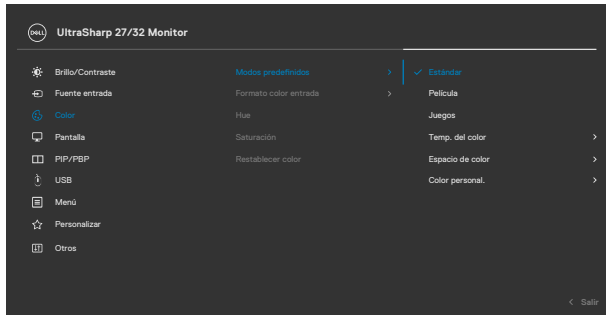 DELL UltraSharp 27/32 Monitor
Brillo/Contraste Modos predefinidos > ✓ Estándar
Fuente entrada Formato color entrada > Película
Color Hue Juegos
Pantalla Saturación Temp. del color >
PIP/PBP Restablecer color Espacio de color >
USB Color personal. >
Menú
Personalizar
Otros
< Salir